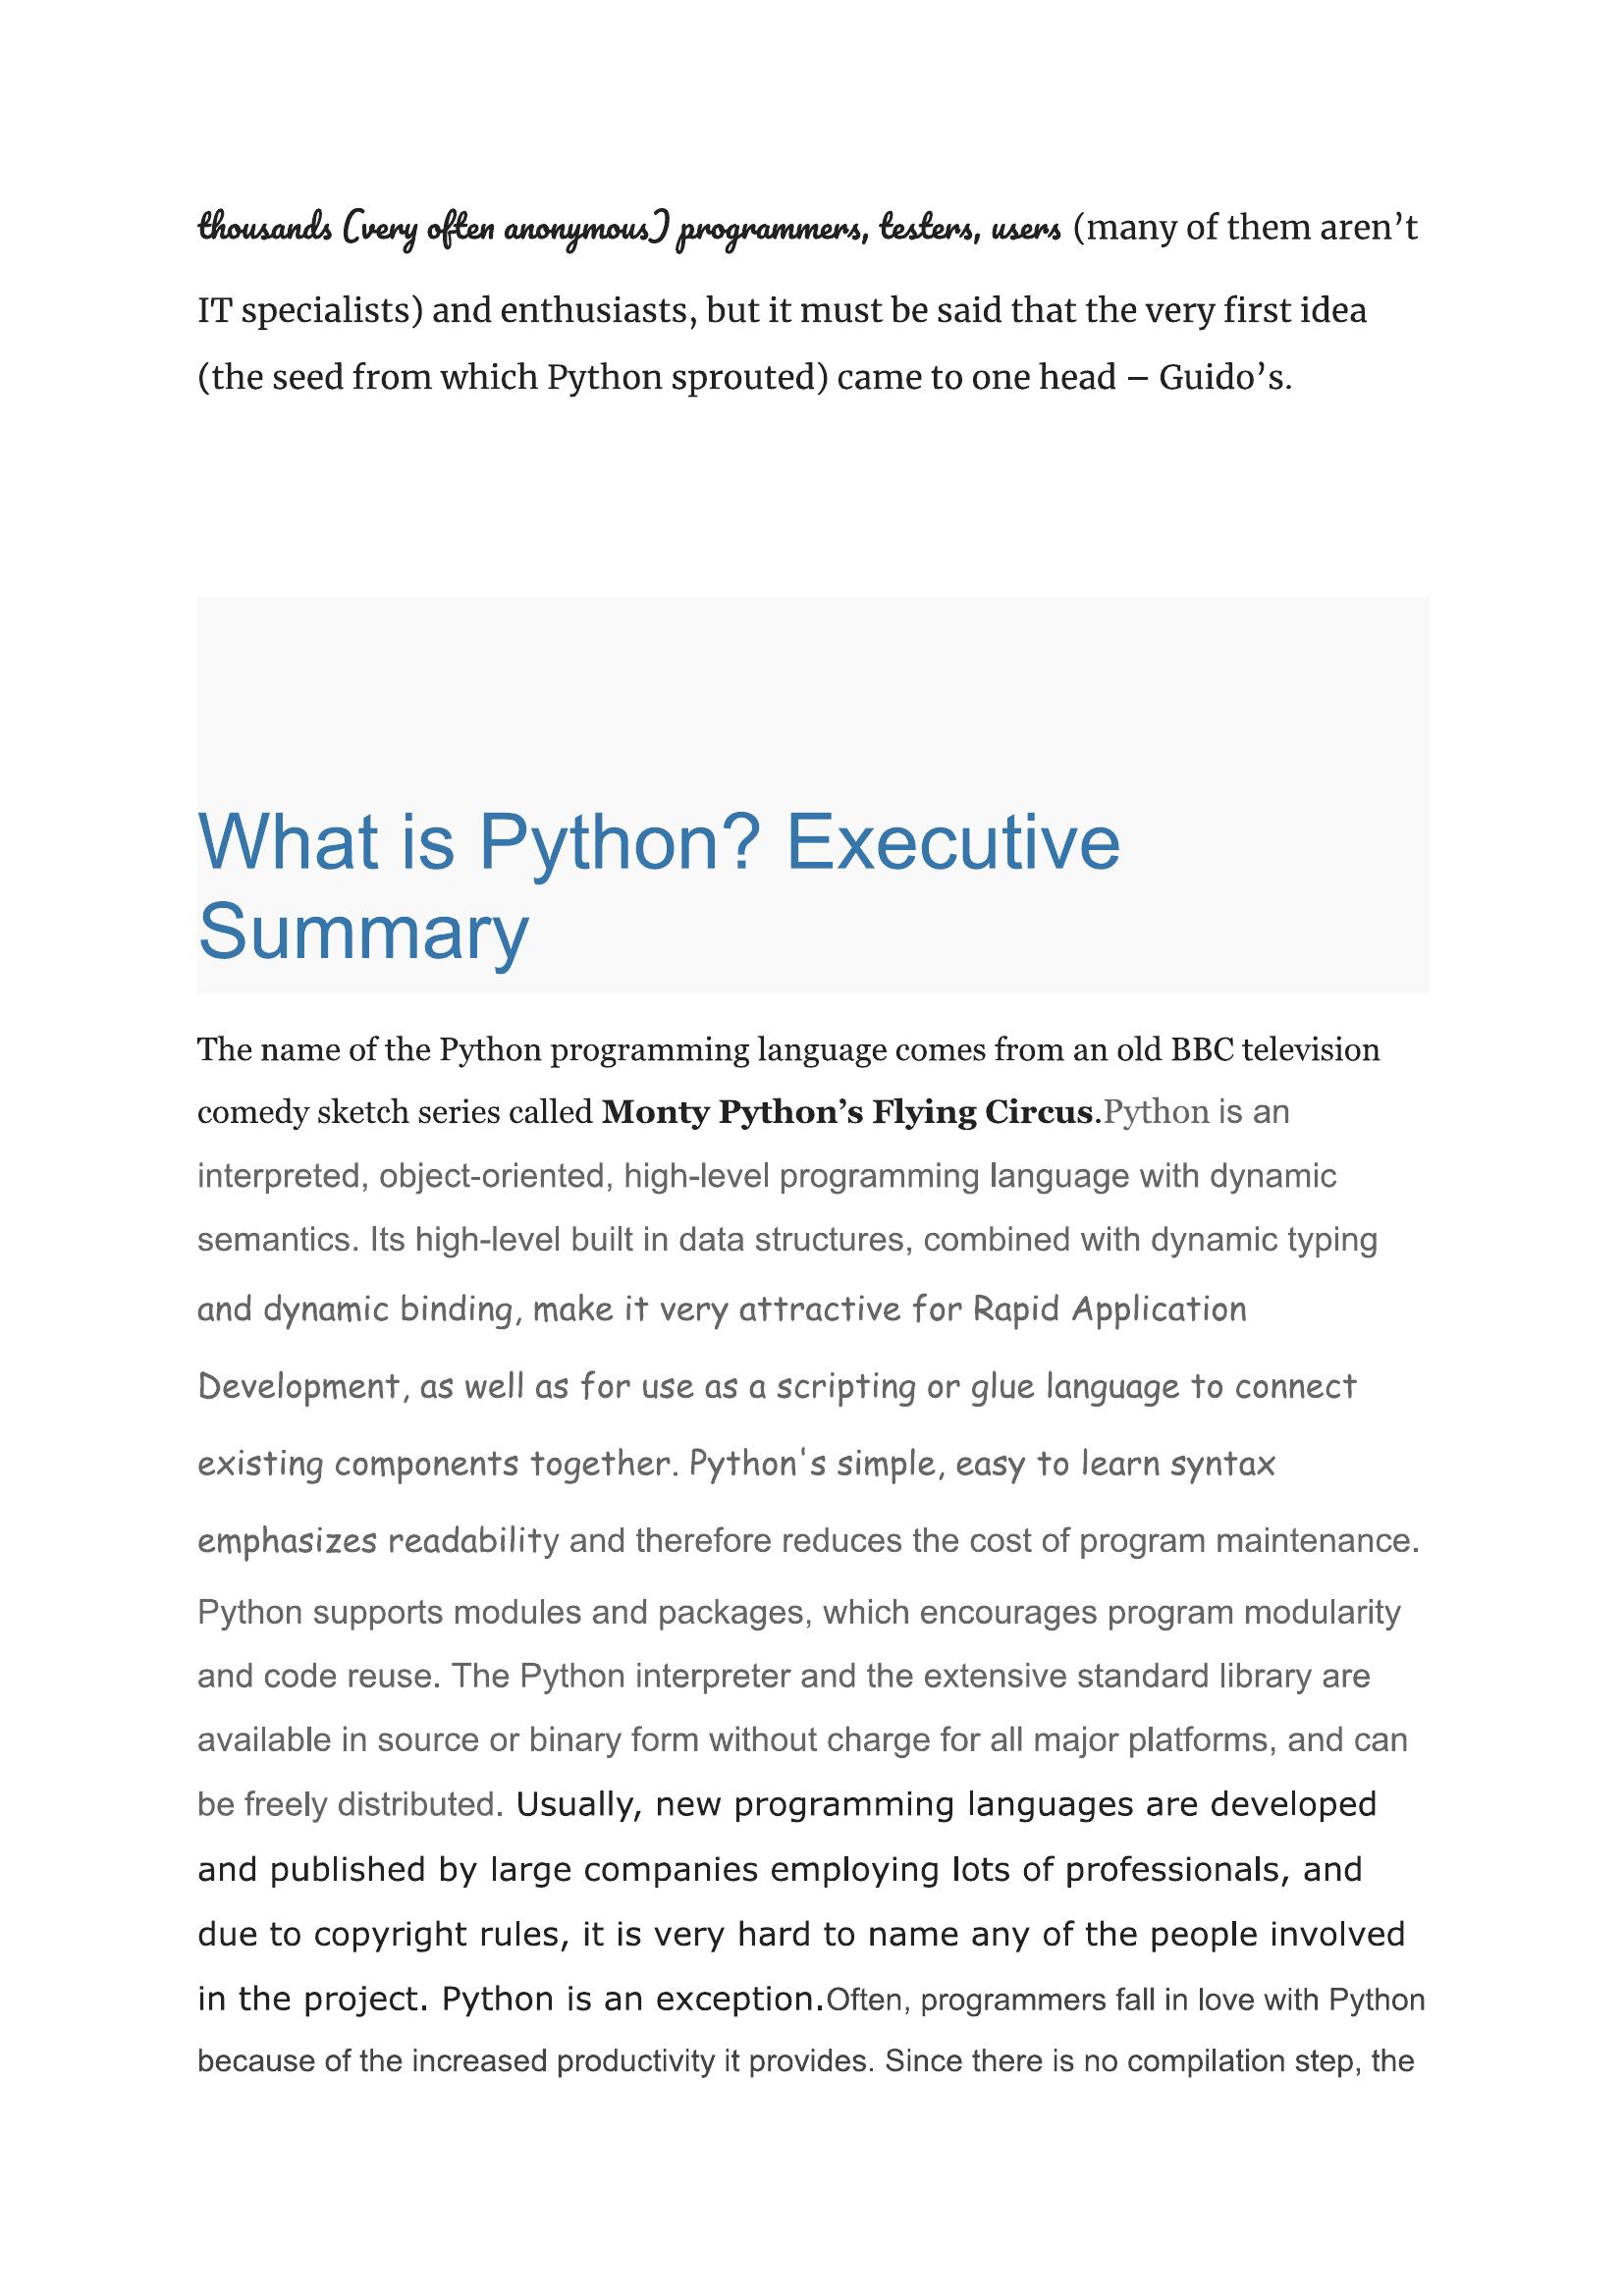 thousands (very often anonymous) programmers, testers, users (many of them aren’t
IT specialists) and enthusiasts, but it must be said that the very first idea
(the seed from which Python sprouted) came to one head – Guido’s.
What is Python? Executive
Summary
The name of the Python programming language comes from an old BBC television
comedy sketch series called Monty Python’s Flying Circus.Python is an
interpreted, object-oriented, high-level programming language with dynamic
semantics. Its high-level built in data structures, combined with dynamic typing
and dynamic binding, make it very attractive for Rapid Application
Development, as well as for use as a scripting or glue language to connect
existing components together. Python's simple, easy to learn syntax
emphasizes readability and therefore reduces the cost of program maintenance.
Python supports modules and packages, which encourages program modularity
and code reuse. The Python interpreter and the extensive standard library are
available in source or binary form without charge for all major platforms, and can
be freely distributed. Usually, new programming languages are developed
and published by large companies employing lots of professionals, and
due to copyright rules, it is very hard to name any of the people involved
in the project. Python is an exception.Often, programmers fall in love with Python
because of the increased productivity it provides. Since there is no compilation step, the